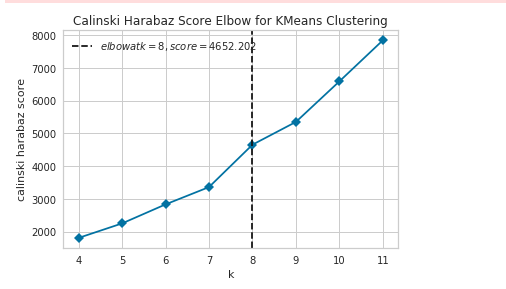 Calinski Harabaz Score Elbow for KMeans Clustering
elbowatk = 8, score = 4652.202
8000
7000
6000
5000
4000
3000
2000
calinski harabaz score
4 5 6 7 8 9 10 11
k